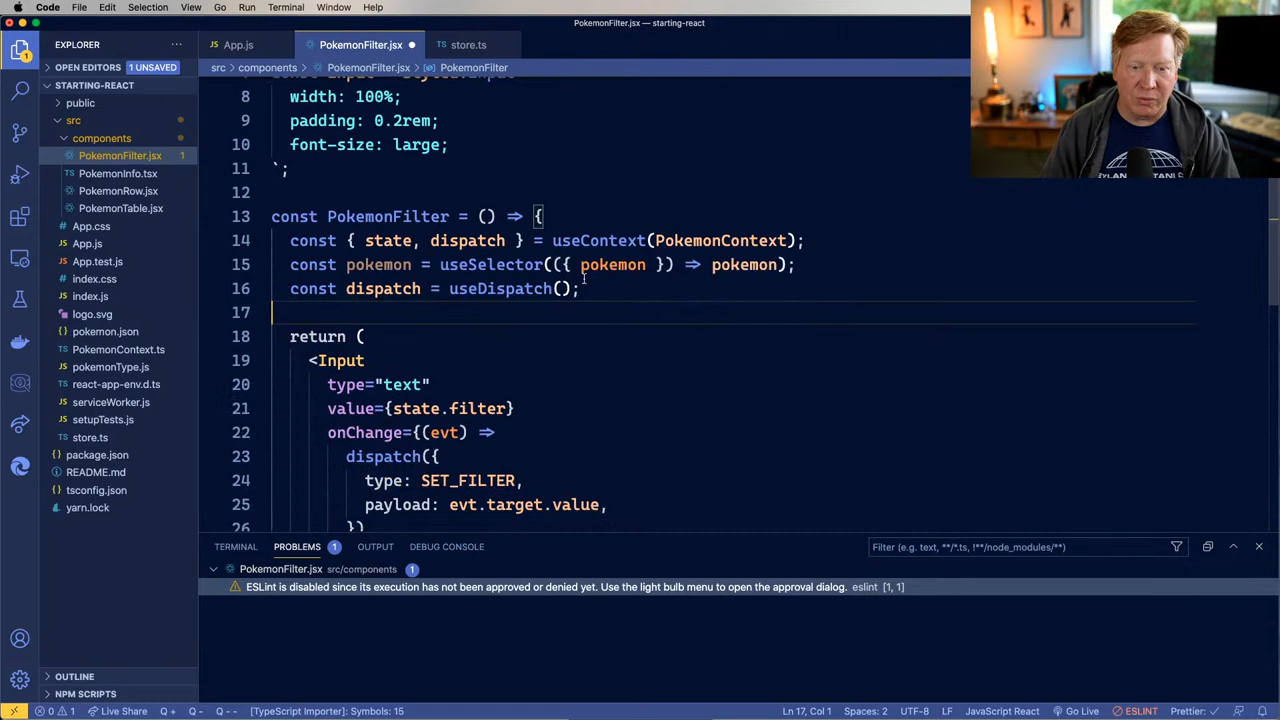 Code File Edit Selection View Go Run Terminal Window Help
PokemonFilter.jsx — starting-react
EXPLORER
App.js
PokemonFilter.jsx
store.ts
OPEN EDITORS 1 UNSAVED
src > components > PokemonFilter.jsx > PokemonFilter
STARTING-REACT
public
src
components
PokemonFilter.jsx 1
PokemonInfo.tsx
PokemonRow.jsx
PokemonTable.jsx
App.css
App.js
App.test.js
index.css
index.js
logo.svg
pokemon.json
PokemonContext.ts
pokemonType.js
react-app-env.d.ts
serviceWorker.js
setupTests.js
store.ts
package.json
README.md
tsconfig.json
yarn.lock
OUTLINE
NPM SCRIPTS
8 width: 100%;
9 padding: 0.2rem;
10 font-size: large;
11 `;
12
13 const PokemonFilter = () => {
14 const { state, dispatch } = useContext(PokemonContext);
15 const pokemon = useSelector(({ pokemon }) => pokemon);
16 const dispatch = useDispatch();
17
18 return (
19 <Input
20 type="text"
21 value={state.filter}
22 onChange={(evt) =>
23 dispatch({
24 type: SET_FILTER,
25 payload: evt.target.value,
26 })
TERMINAL PROBLEMS 1 OUTPUT DEBUG CONSOLE
Filter (e.g. text, **/*.ts, !**/node_modules/**)
PokemonFilter.jsx src/components 1
ESLint is disabled since its execution has not been approved or denied yet. Use the light bulb menu to open the approval dialog. eslint [1, 1]
0 1 Live Share Q + Q - Q - - [TypeScript Importer]: Symbols: 15 Ln 17, Col 1 Spaces: 2 UTF-8 LF JavaScript React Go Live ESLINT Prettier: ✓